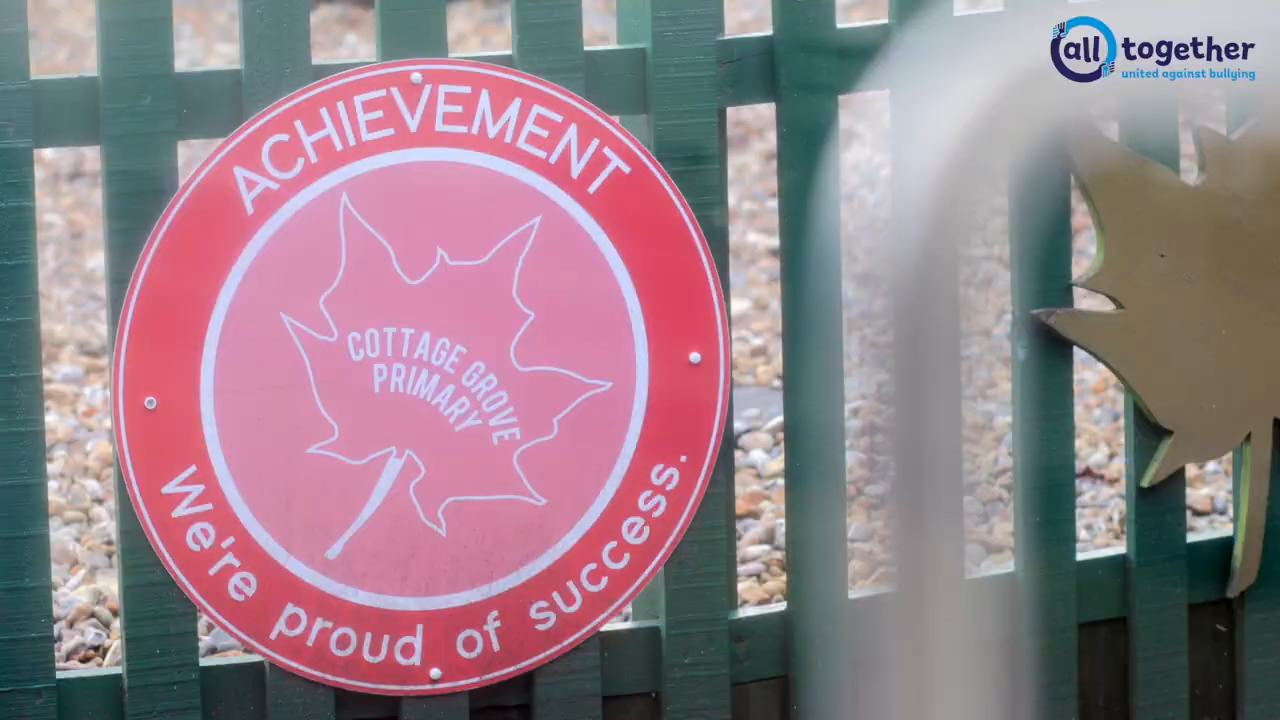 ACHIEVEMENT
COTTAGE GROVE
PRIMARY
We're proud of success.
all together
united against bullying